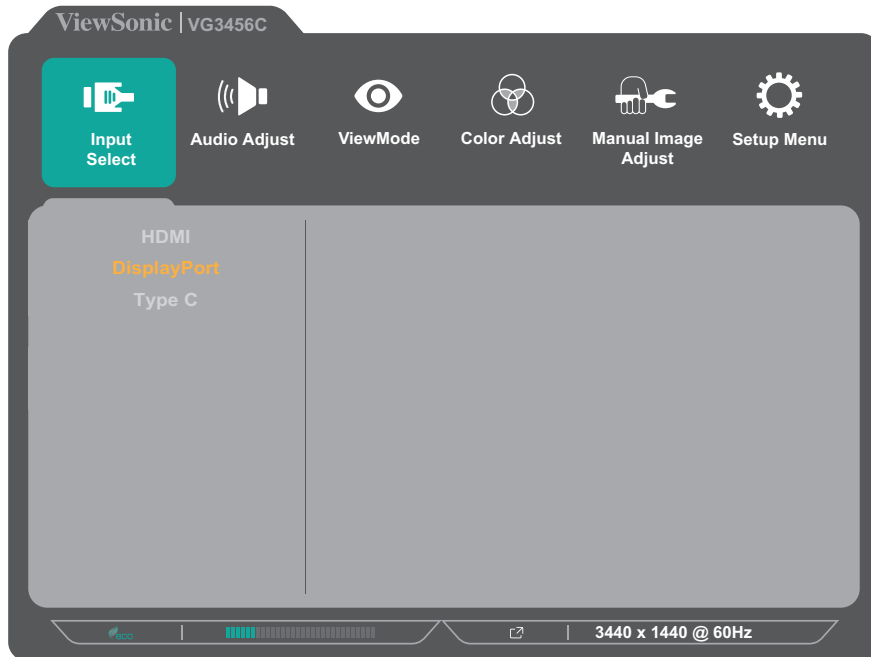 ViewSonic VG3456C
Input Select
Audio Adjust
ViewMode
Color Adjust
Manual Image Adjust
Setup Menu
HDMI
DisplayPort
Type C
eco
3440 x 1440 @ 60Hz